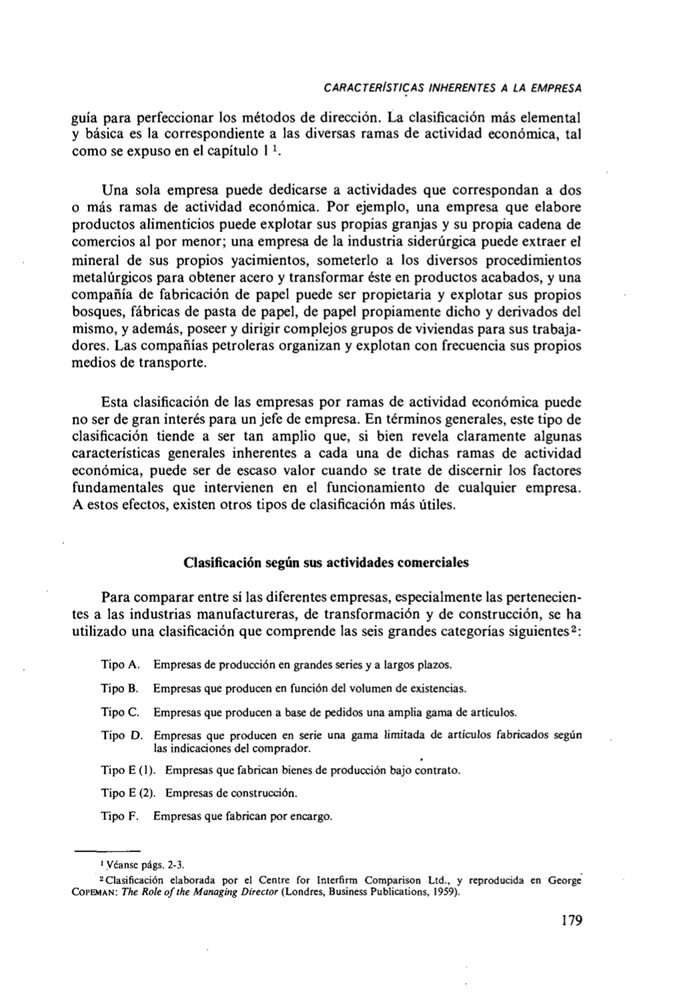 CARACTERÍSTICAS INHERENTES A LA EMPRESA
guía para perfeccionar los métodos de dirección. La clasificación más elemental
y básica es la correspondiente a las diversas ramas de actividad económica, tal
como se expuso en el capítulo 1 ¹.
Una sola empresa puede dedicarse a actividades que correspondan a dos
o más ramas de actividad económica. Por ejemplo, una empresa que elabore
productos alimenticios puede explotar sus propias granjas y su propia cadena de
comercios al por menor; una empresa de la industria siderúrgica puede extraer el
mineral de sus propios yacimientos, someterlo a los diversos procedimientos
metalúrgicos para obtener acero y transformar éste en productos acabados, y una
compañía de fabricación de papel puede ser propietaria y explotar sus propios
bosques, fábricas de pasta de papel, de papel propiamente dicho y derivados del
mismo, y además, poseer y dirigir complejos grupos de viviendas para sus trabaja-
dores. Las compañías petroleras organizan y explotan con frecuencia sus propios
medios de transporte.
Esta clasificación de las empresas por ramas de actividad económica puede
no ser de gran interés para un jefe de empresa. En términos generales, este tipo de
clasificación tiende a ser tan amplio que, si bien revela claramente algunas
características generales inherentes a cada una de dichas ramas de actividad
económica, puede ser de escaso valor cuando se trate de discernir los factores
fundamentales que intervienen en el funcionamiento de cualquier empresa.
A estos efectos, existen otros tipos de clasificación más útiles.
Clasificación según sus actividades comerciales
Para comparar entre sí las diferentes empresas, especialmente las pertenecien-
tes a las industrias manufactureras, de transformación y de construcción, se ha
utilizado una clasificación que comprende las seis grandes categorías siguientes²:
Tipo A. Empresas de producción en grandes series y a largos plazos.
Tipo B. Empresas que producen en función del volumen de existencias.
Tipo C. Empresas que producen a base de pedidos una amplia gama de artículos.
Tipo D. Empresas que producen en serie una gama limitada de artículos fabricados según
las indicaciones del comprador.
Tipo E (1). Empresas que fabrican bienes de producción bajo contrato.
Tipo E (2). Empresas de construcción.
Tipo F. Empresas que fabrican por encargo.
¹ Véanse págs. 2-3.
² Clasificación elaborada por el Centre for Interfirm Comparison Ltd., y reproducida en George
COPEMAN: The Role of the Managing Director (Londres, Business Publications, 1959).
179